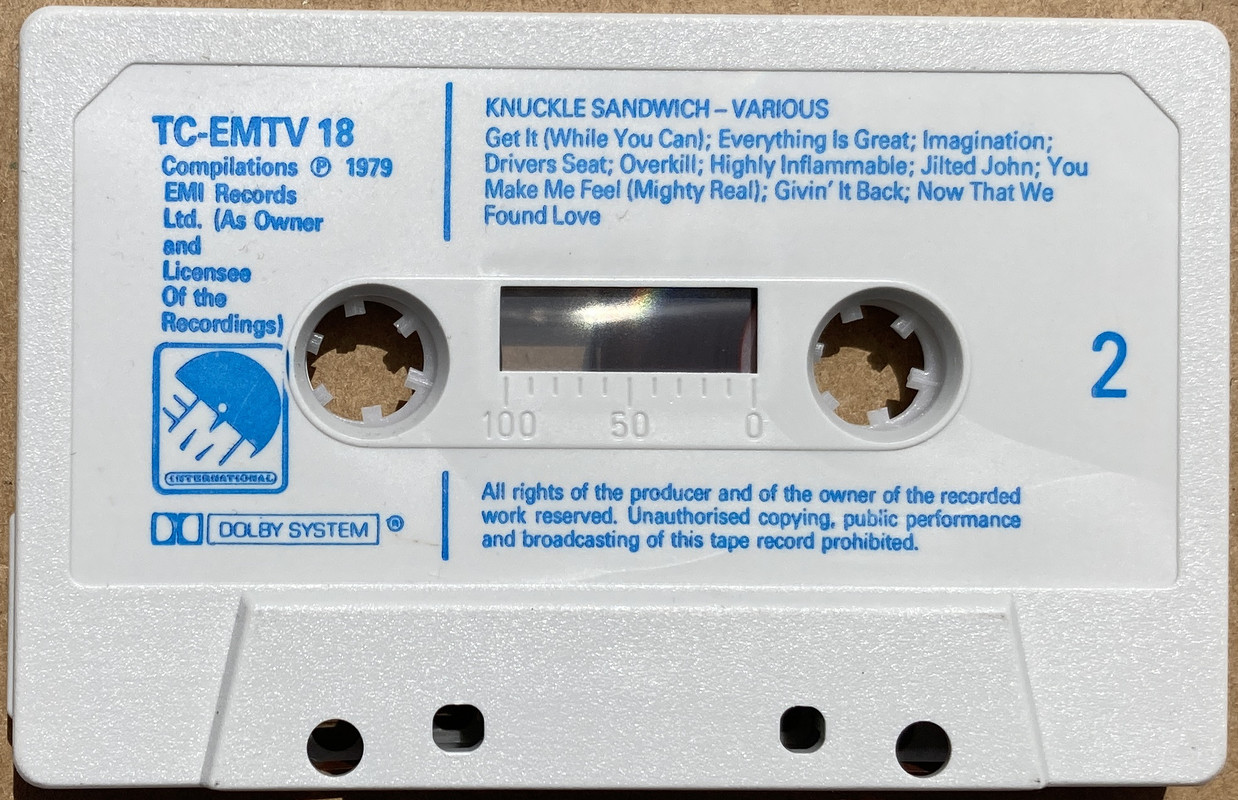 TC-EMTV 18
Compilations Ⓟ 1979
EMI Records
Ltd. (As Owner
and
Licensee
Of the
Recordings)
EMI
INTERNATIONAL
DOLBY SYSTEM ®
KNUCKLE SANDWICH – VARIOUS
Get It (While You Can); Everything Is Great; Imagination;
Drivers Seat; Overkill; Highly Inflammable; Jilted John; You
Make Me Feel (Mighty Real); Givin' It Back; Now That We
Found Love
100 50 0
2
All rights of the producer and of the owner of the recorded
work reserved. Unauthorised copying, public performance
and broadcasting of this tape record prohibited.